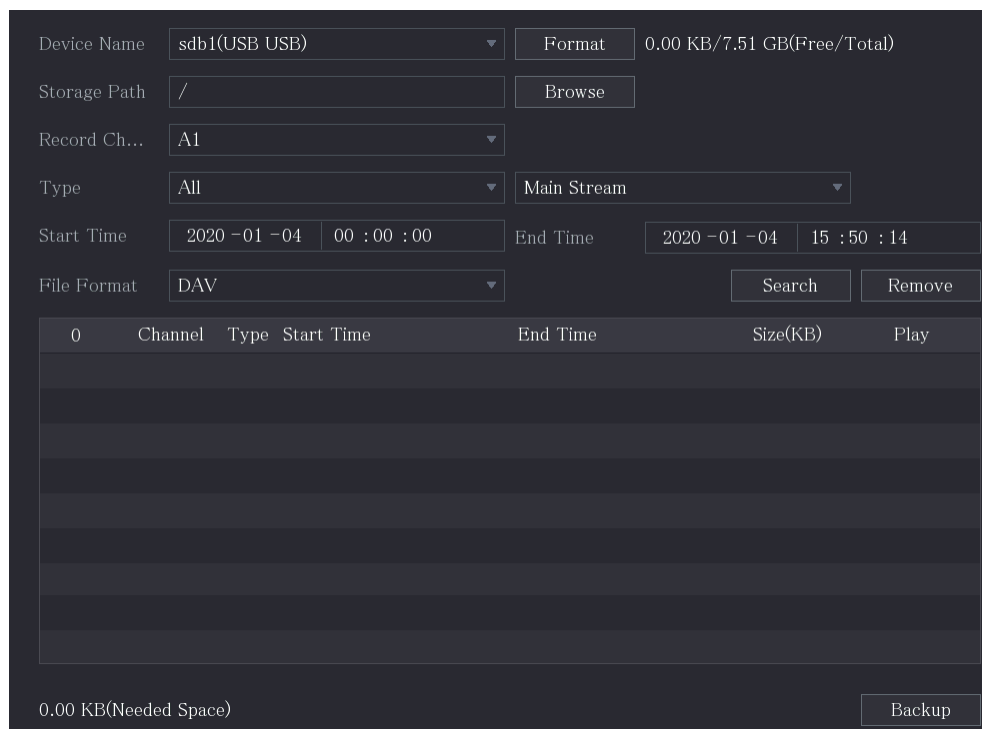 Device Name sdb1(USB USB) Format 0.00 KB/7.51 GB(Free/Total)
Storage Path / Browse
Record Ch... A1
Type All Main Stream
Start Time 2020 -01 -04 00 :00 :00 End Time 2020 -01 -04 15 :50 :14
File Format DAV Search Remove
0 Channel Type Start Time End Time Size(KB) Play
0.00 KB(Needed Space) Backup